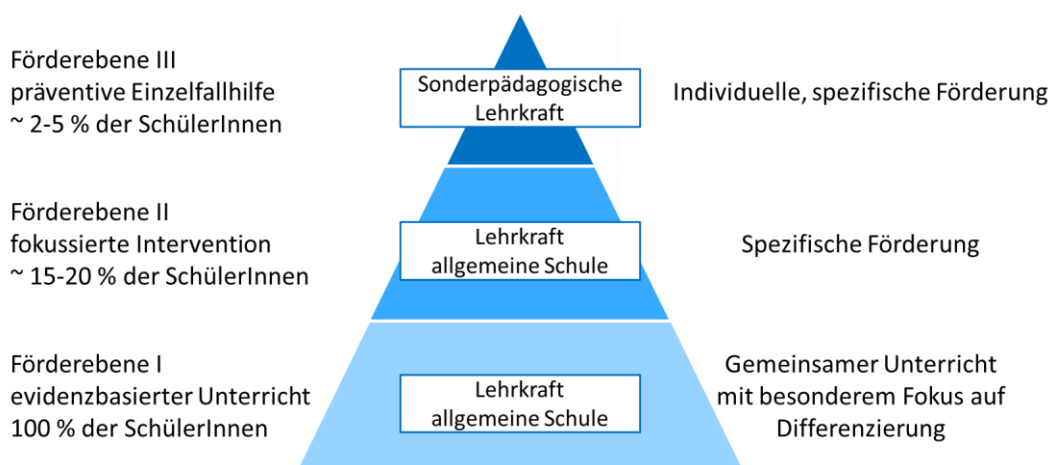 Förderebene III
präventive Einzelfallhilfe
~ 2-5 % der SchülerInnen
Sonderpädagogische
Lehrkraft
Individuelle, spezifische Förderung
Förderebene II
fokussierte Intervention
~ 15-20 % der SchülerInnen
Lehrkraft
allgemeine Schule
Spezifische Förderung
Förderebene I
evidenzbasierter Unterricht
100 % der SchülerInnen
Lehrkraft
allgemeine Schule
Gemeinsamer Unterricht
mit besonderem Fokus auf
Differenzierung